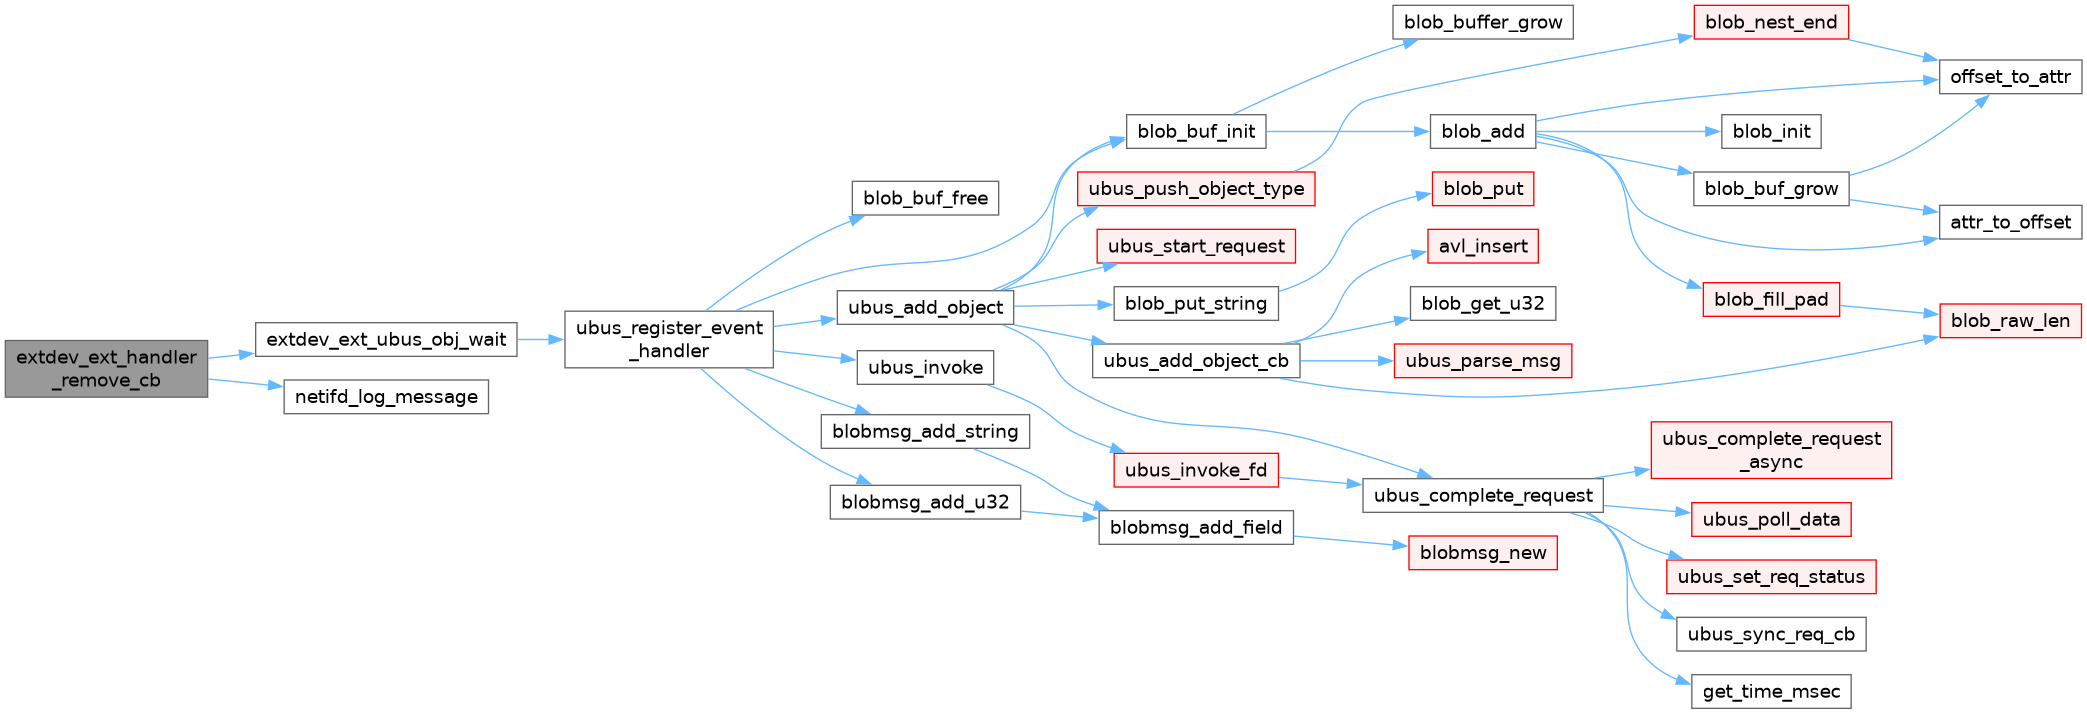 extdev_ext_handler
_remove_cb
extdev_ext_ubus_obj_wait
netifd_log_message
ubus_register_event
_handler
blob_buf_free
ubus_add_object
ubus_invoke
blobmsg_add_string
blobmsg_add_u32
blob_buf_init
ubus_push_object_type
ubus_start_request
blob_put_string
ubus_add_object_cb
ubus_invoke_fd
blobmsg_add_field
blob_buffer_grow
blob_add
blob_put
avl_insert
blob_get_u32
ubus_parse_msg
ubus_complete_request
blobmsg_new
blob_nest_end
blob_init
blob_buf_grow
blob_fill_pad
ubus_complete_request
_async
ubus_poll_data
ubus_set_req_status
ubus_sync_req_cb
get_time_msec
offset_to_attr
attr_to_offset
blob_raw_len